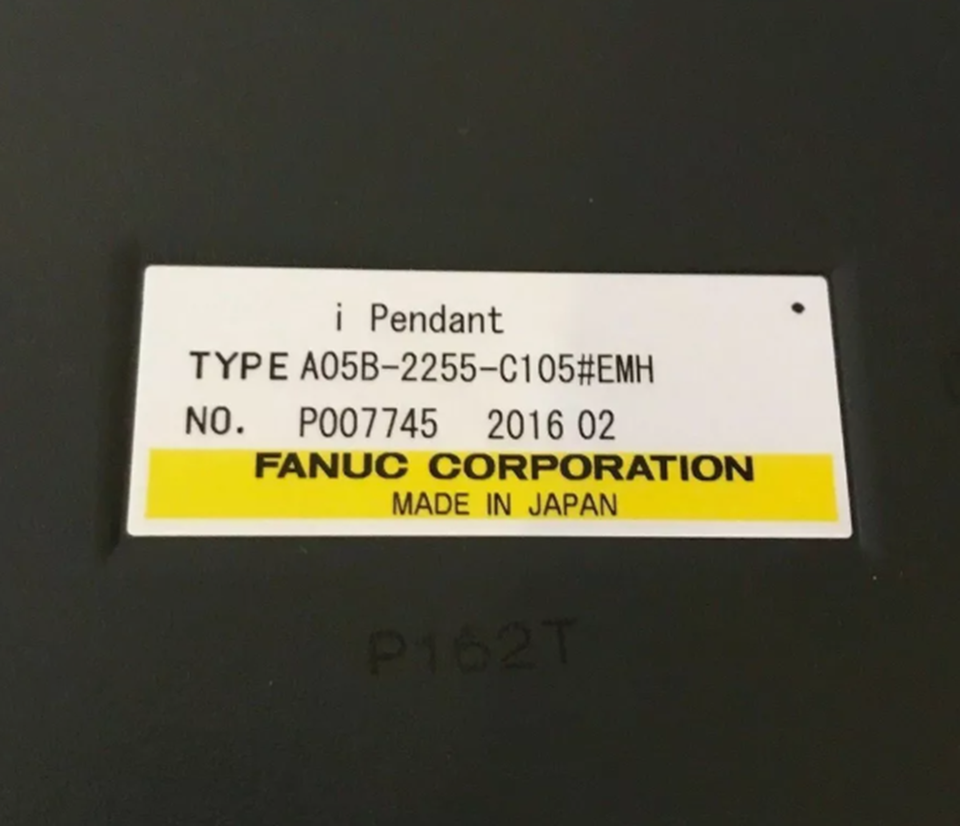 i Pendant
TYPE A05B-2255-C105#EMH
NO. P007745 2016 02
FANUC CORPORATION
MADE IN JAPAN
P162T